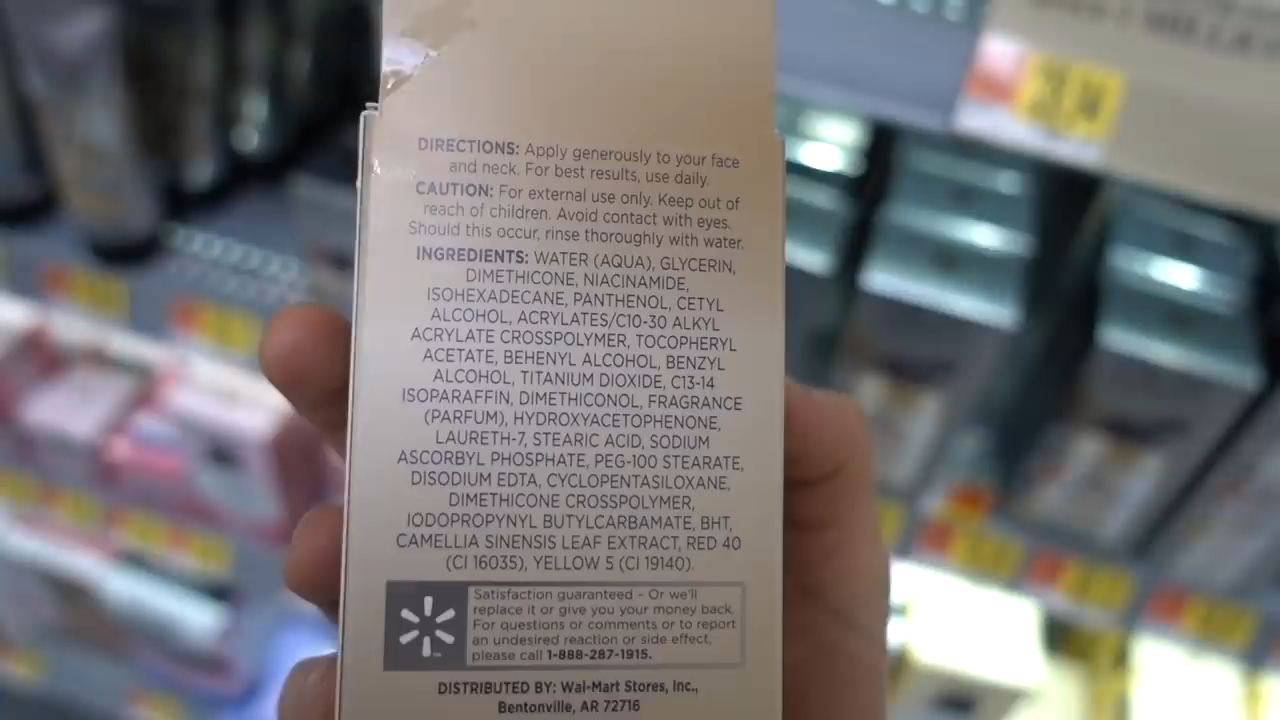 DIRECTIONS: Apply generously to your face
and neck. For best results, use daily.
CAUTION: For external use only. Keep out of
reach of children. Avoid contact with eyes.
Should this occur, rinse thoroughly with water.
INGREDIENTS: WATER (AQUA), GLYCERIN,
DIMETHICONE, NIACINAMIDE,
ISOHEXADECANE, PANTHENOL, CETYL
ALCOHOL, ACRYLATES/C10-30 ALKYL
ACRYLATE CROSSPOLYMER, TOCOPHERYL
ACETATE, BEHENYL ALCOHOL, BENZYL
ALCOHOL, TITANIUM DIOXIDE, C13-14
ISOPARAFFIN, DIMETHICONOL, FRAGRANCE
(PARFUM), HYDROXYACETOPHENONE,
LAURETH-7, STEARIC ACID, SODIUM
ASCORBYL PHOSPHATE, PEG-100 STEARATE,
DISODIUM EDTA, CYCLOPENTASILOXANE,
DIMETHICONE CROSSPOLYMER,
IODOPROPYNYL BUTYLCARBAMATE, BHT,
CAMELLIA SINENSIS LEAF EXTRACT, RED 40
(CI 16035), YELLOW 5 (CI 19140).
Satisfaction guaranteed – Or we'll
replace it or give you your money back.
For questions or comments or to report
an undesired reaction or side effect,
please call 1-888-287-1915.
DISTRIBUTED BY: Wal-Mart Stores, Inc.,
Bentonville, AR 72716